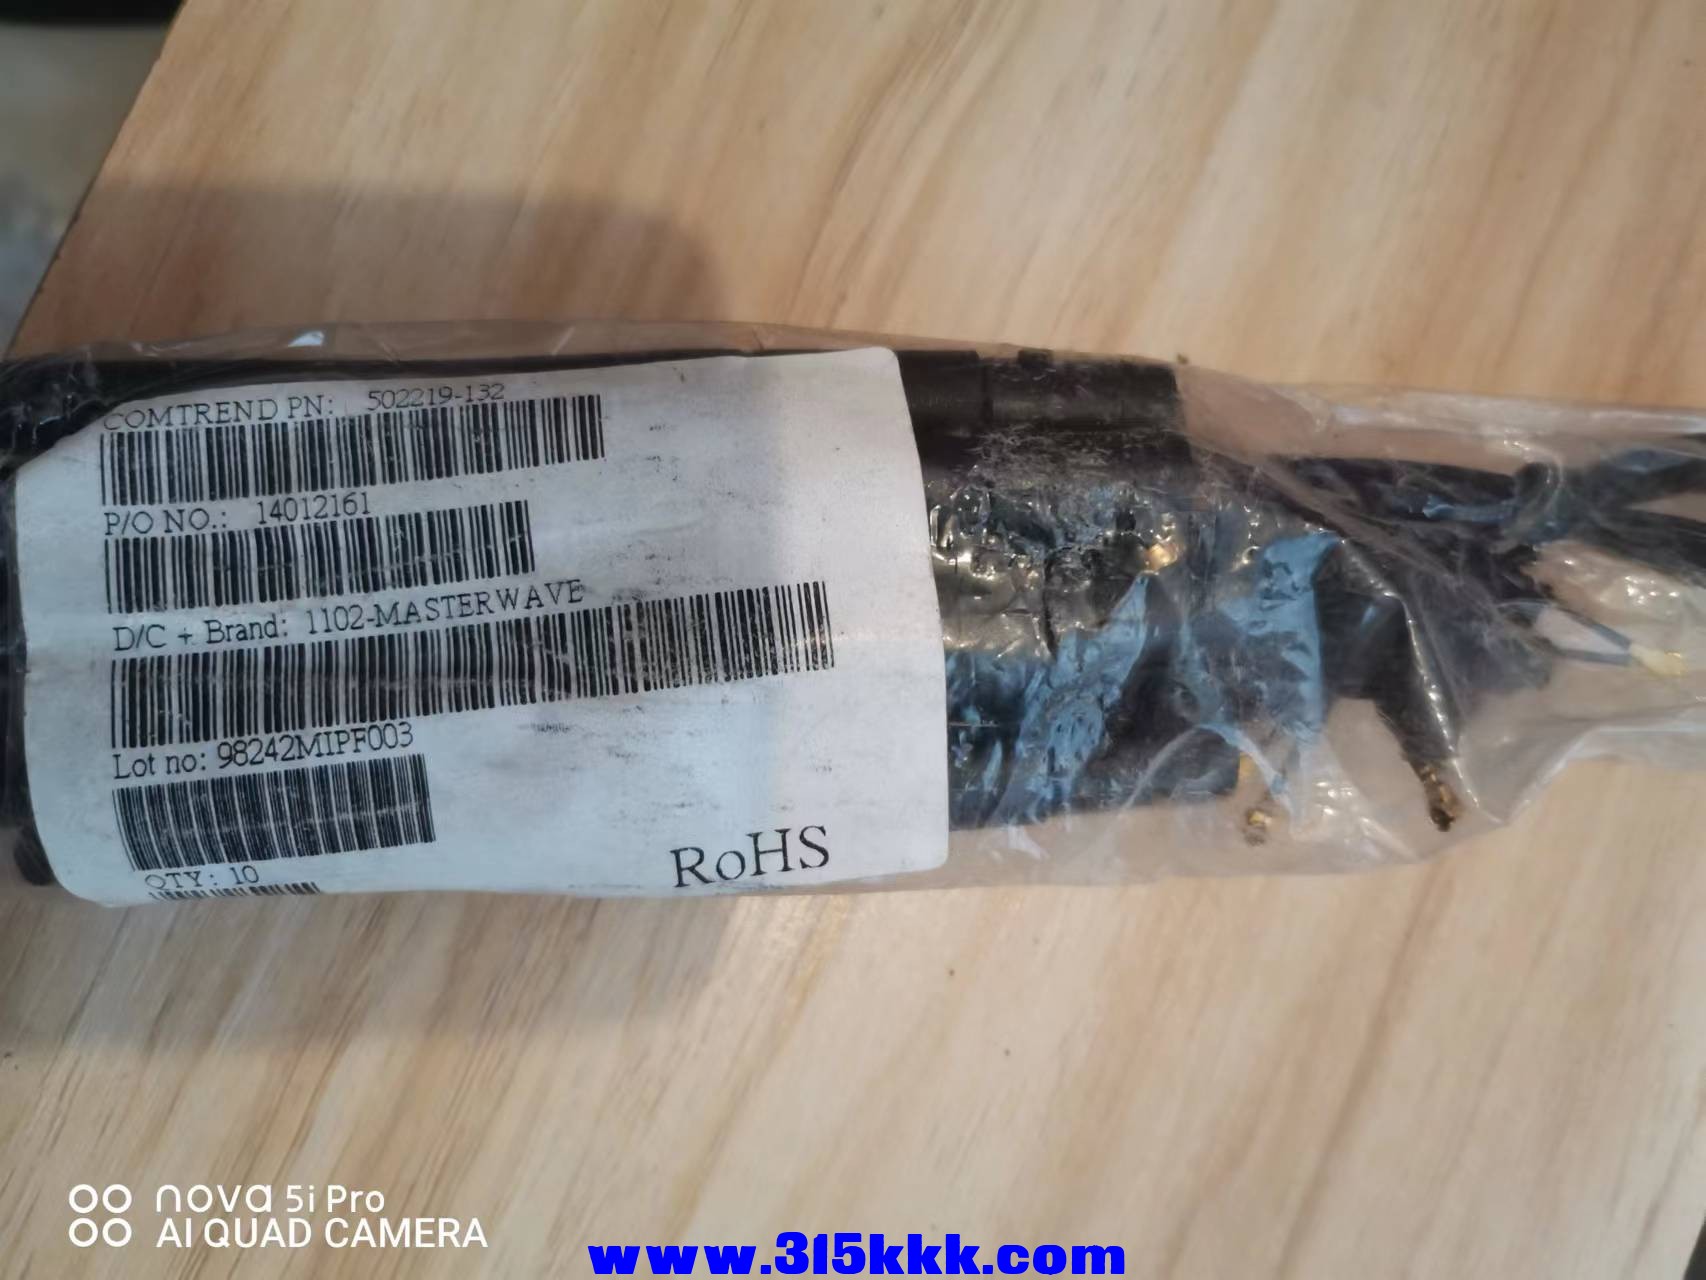 COMTREND PN: 502219-132
P/O NO.: 14012161
D/C + Brand: 1102-MASTERWAVE
Lot no: 98242MIPF003
QTY: 10
RoHS
nova 5i Pro
AI QUAD CAMERA
www.315kkk.com